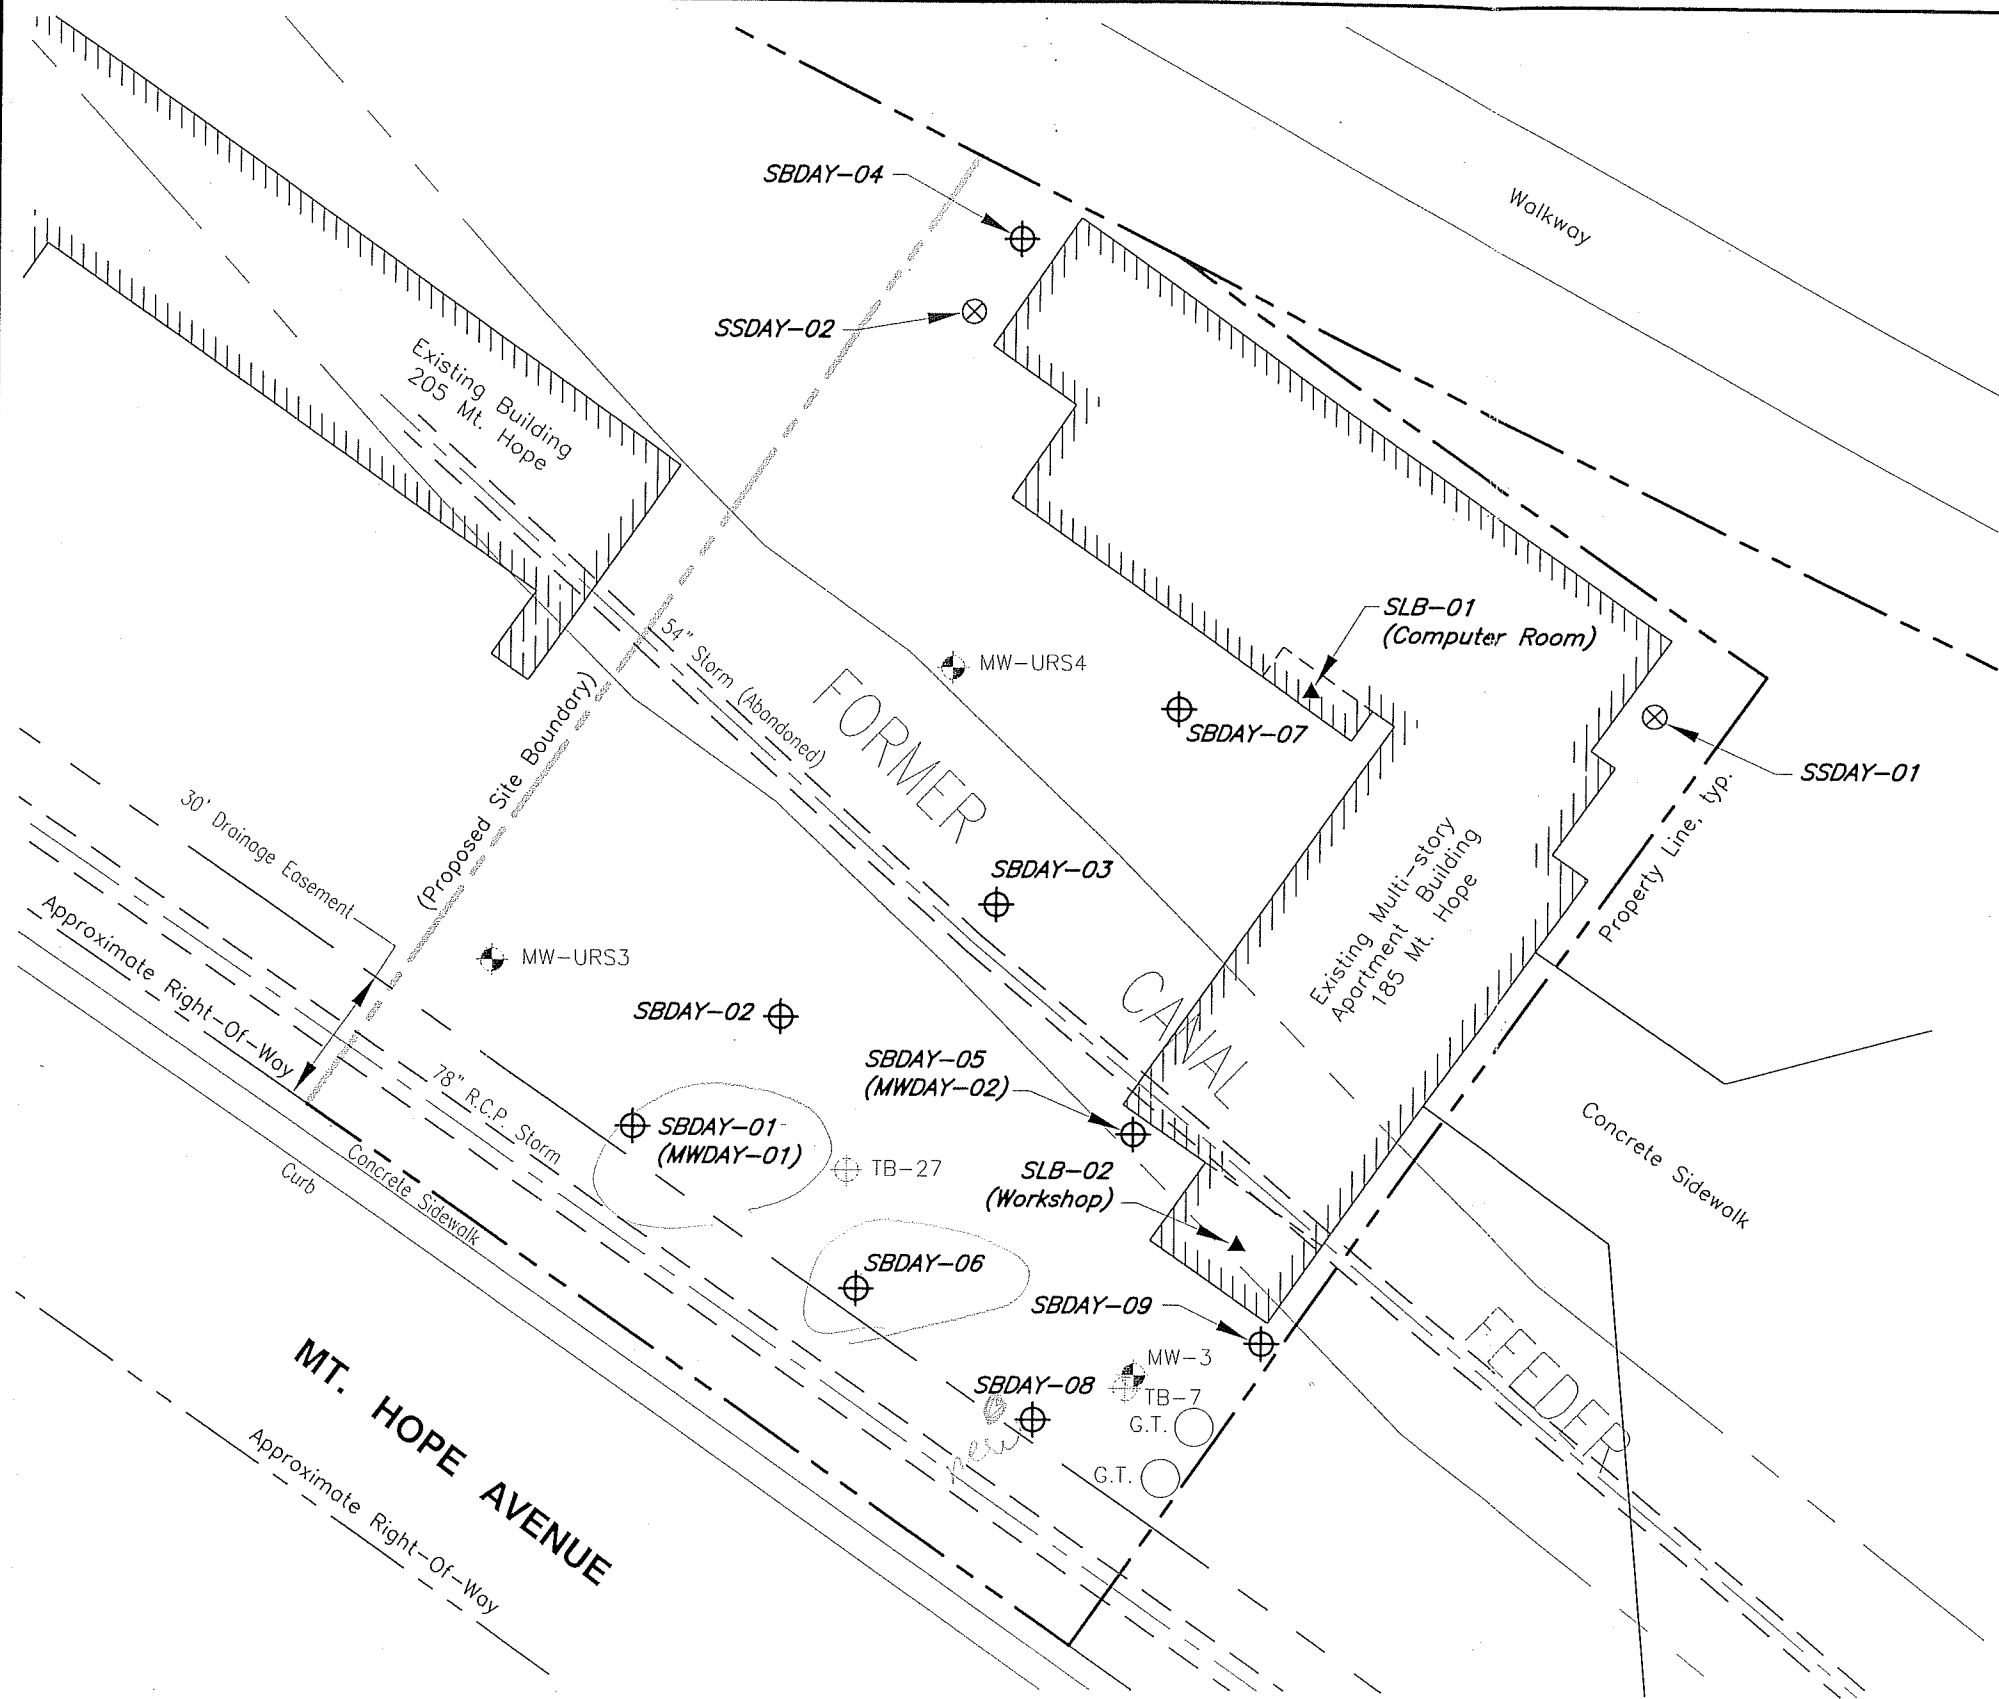 Walkway
SBDAY-04
SSDAY-02
Existing Building
205 Mt. Hope
SLB-01
(Computer Room)
MW-URS4
SBDAY-07
SSDAY-01
54" Storm (Abandoned)
FORMER
(Proposed Site Boundary)
30' Drainage Easement
Property Line, typ.
Existing Multi-story
Apartment Building
185 Mt. Hope
SBDAY-03
Approximate Right-Of-Way
MW-URS3
CANAL
SBDAY-02
SBDAY-05
(MWDAY-02)
78" R.C.P. Storm
SBDAY-01
(MWDAY-01)
TB-27
Concrete Sidewalk
Concrete Sidewalk
Curb
SLB-02
(Workshop)
SBDAY-06
SBDAY-09
MW-3
FEEDER
SBDAY-08
TB-7
G.T.
G.T.
MT. HOPE AVENUE
Approximate Right-Of-Way